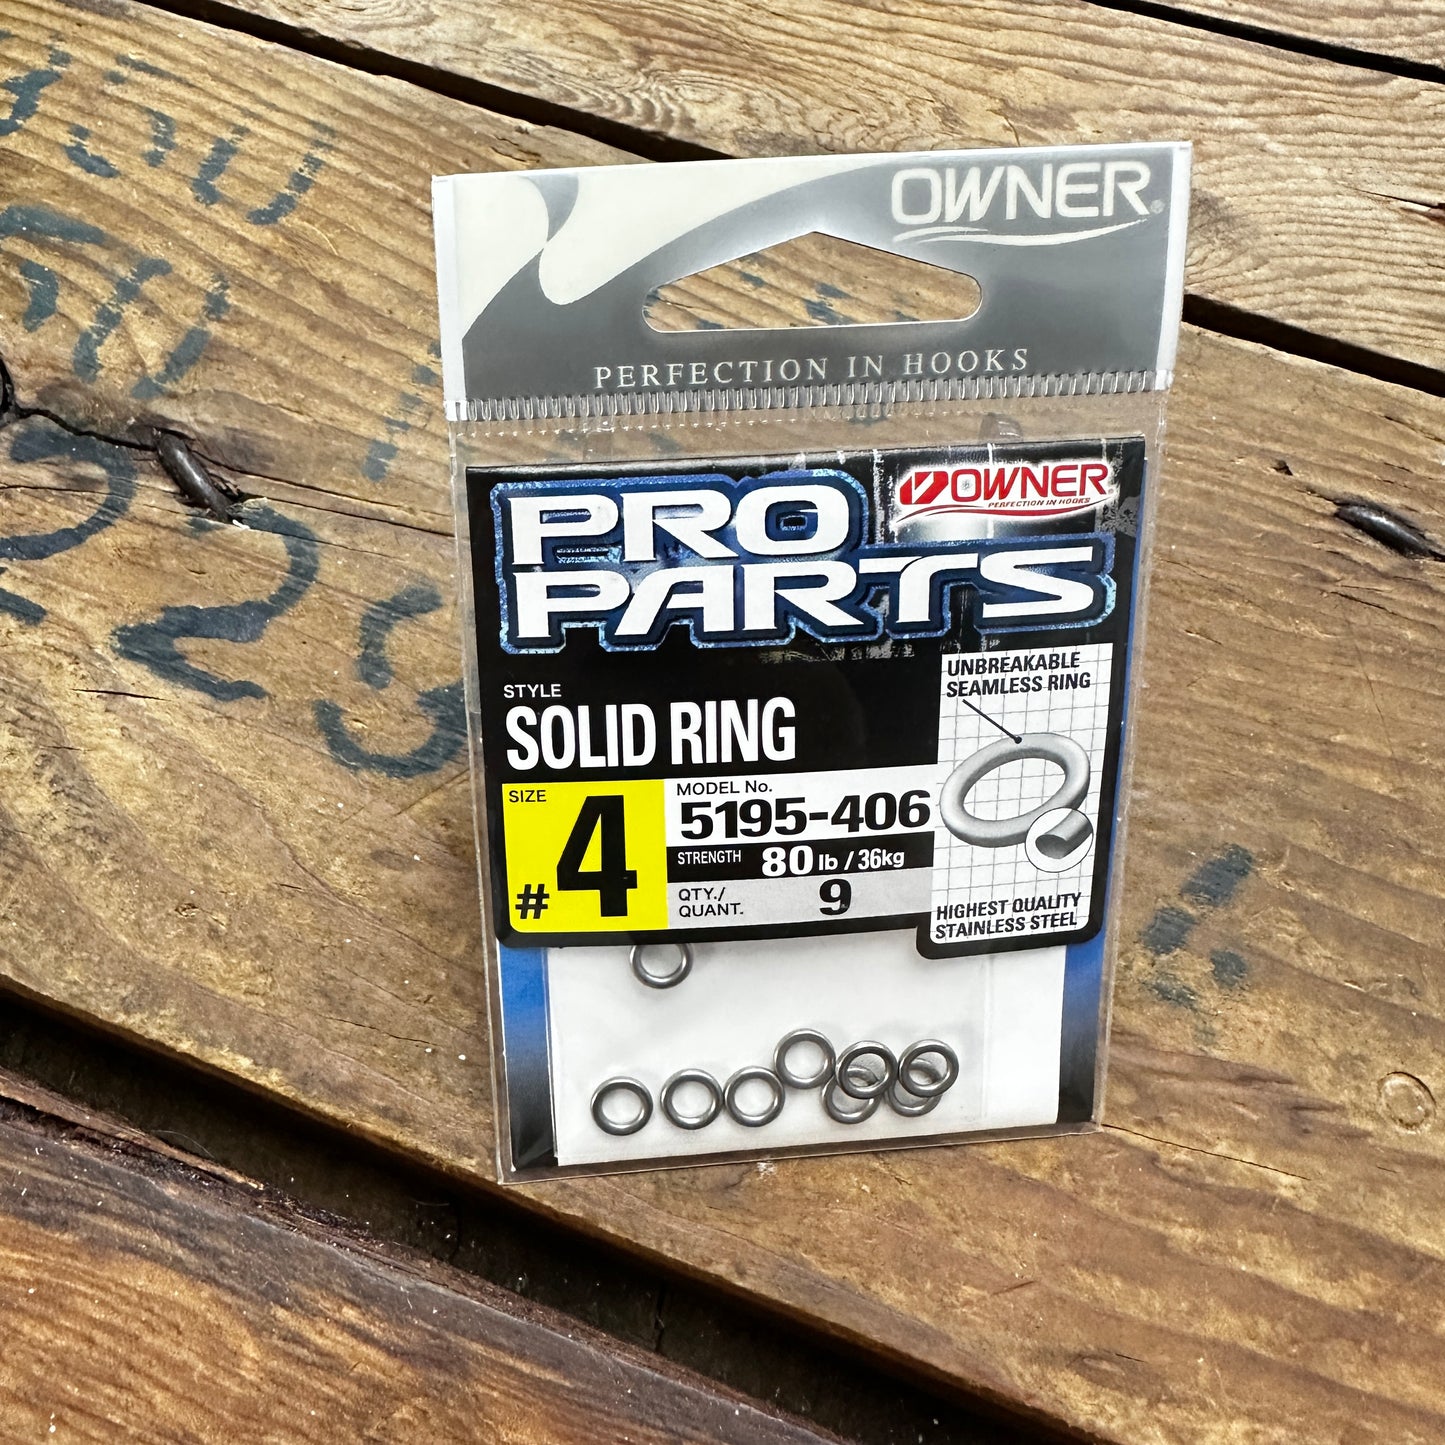 OWNER®
PERFECTION IN HOOKS
OWNER
PERFECTION IN HOOKS
PRO
PARTS
UNBREAKABLE
SEAMLESS RING
STYLE
SOLID RING
SIZE
#4
MODEL No.
5195-406
STRENGTH 80 lb / 36kg
QTY./
QUANT. 9
HIGHEST QUALITY
STAINLESS STEEL